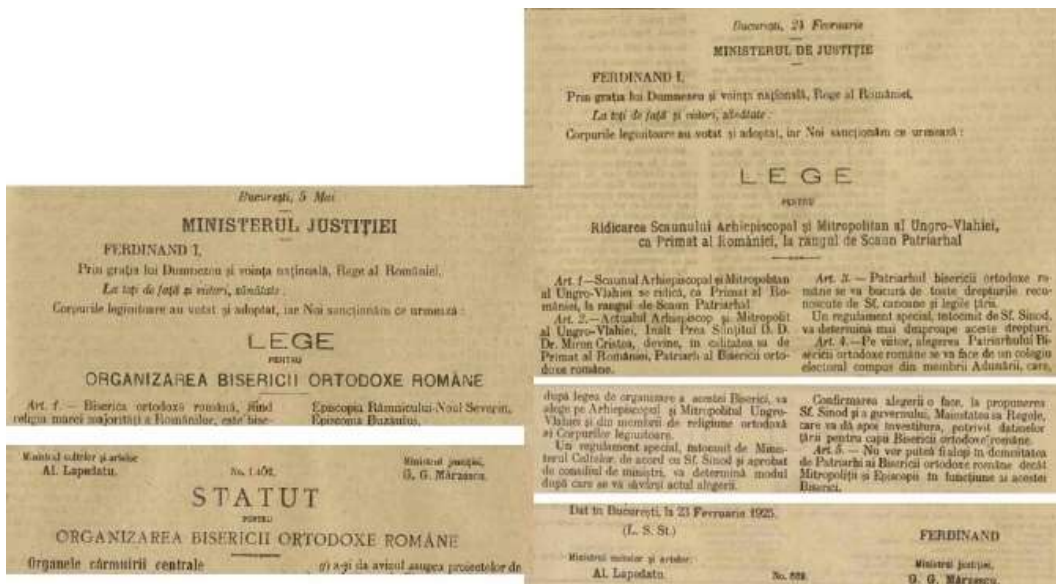 București, 5 Mai
MINISTERUL JUSTIȚIEI
FERDINAND I,
Prin grația lui Dumnezeu și voința națională, Rege al României,
La toți de față și viitori, sănătate:
Corpurile legiuitoare au votat și adoptat, iar Noi sancționăm ce urmează:
LEGE
PENTRU
ORGANIZAREA BISERICII ORTODOXE ROMÂNE
Art. 1. — Biserica ortodoxă română, fiind
religia marei majorități a Românilor, este bise-
Episcopia Râmnicului-Noul Severin,
Episcopia Buzăului,
Ministrul cultelor și artelor
Al. Lapedatu.
No. 1.402.
Ministrul justiției,
G. G. Mârzescu.
STATUT
PENTRU
ORGANIZAREA BISERICII ORTODOXE ROMÂNE
Organele cârmuirii centrale
g) a-și da avizul asupra proiectelor de
București, 24 Fevruarie
MINISTERUL DE JUSTIȚIE
FERDINAND I,
Prin grația lui Dumnezeu și voința națională, Rege al României,
La toți de față și viitori, sănătate:
Corpurile legiuitoare au votat și adoptat, iar Noi sancționăm ce urmează:
LEGE
PENTRU
Ridicarea Scaunului Arhiepiscopal și Mitropolitan al Ungro-Vlahiei,
ca Primat al României, la rangul de Scaun Patriarhal
Art. 1—Scaunul Arhiepiscopal și Mitropolitan
al Ungro-Vlahiei se ridică, ca Primat al Ro-
mâniei, la rangul de Scaun Patriarhal
Art. 2.—Actualul Arhiepiscop și Mitropolit
al Ungro-Vlahiei, Inalt Prea Sfințitul D. D.
Dr. Miron Cristea, devine, în calitatea sa de
Primat al României, Patriarh al Bisericii orto-
doxe române.
Art. 3. — Patriarhul bisericii ortodoxe ro-
mâne se va bucura de toate drepturile recu-
noscute de Sf. canoane și legile țării.
Un regulament special, întocmit de Sf. Sinod,
va determina mai deaproape aceste drepturi.
Art. 4.—Pe viitor, alegerea Patriarhului Bi-
sericii ortodoxe române se va face de un colegiu
electoral compus din membrii Adunării, care,
după legea de organizare a acestei Biserici, va
alege pe Arhiepiscopul și Mitropolitul Ungro-
Vlahiei și din membrii de religiune ortodoxă
ai Corpurilor legiuitoare.
Un regulament special, întocmit de Minis-
terul Cultelor, de acord cu Sf. Sinod și aprobat
de consiliul de miniștri, va determina modul
după care se va săvârși actul alegerii.
Confirmarea alegerii o face, la propunerea
Sf. Sinod și a guvernului, Maiestatea sa Regele,
care va dă apoi investitura, potrivit datinelor
țării pentru capii Bisericii ortodoxe române.
Art. 5. — Nu vor puteà fi aleși în demnitatea
de Patriarhi ai Bisericii ortodoxe române decât
Mitropoliții și Episcopii în funcțiune ai acestei
Biserici.
Dat în București, la 23 Fevruarie 1925.
(L. S. St.)
FERDINAND
Ministrul cultelor și artelor:
Al. Lapedatu.
Ministrul justiției,
G. G. Mârzescu.